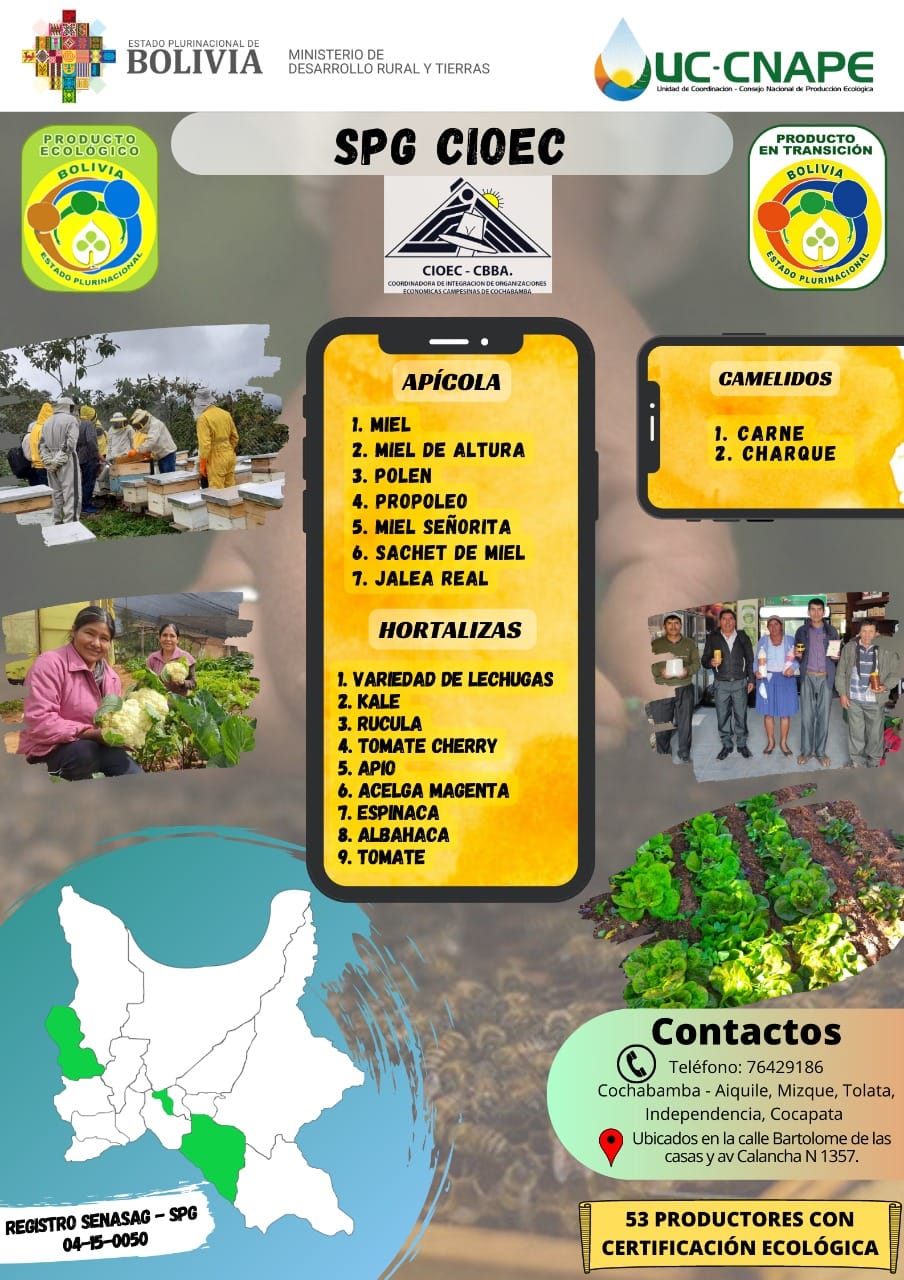 ESTADO PLURINACIONAL DE
BOLIVIA
MINISTERIO DE
DESARROLLO RURAL Y TIERRAS
UC-CNAPE
Unidad de Coordinación - Consejo Nacional de Producción Ecológica
SPG CIOEC
PRODUCTO
ECOLÓGICO
BOLIVIA
ESTADO PLURINACIONAL
CIOEC - CBBA.
COORDINADORA DE INTEGRACION DE ORGANIZACIONES
ECONOMICAS CAMPESINAS DE COCHABAMBA
PRODUCTO
EN TRANSICIÓN
BOLIVIA
ESTADO PLURINACIONAL
APÍCOLA
1. MIEL
2. MIEL DE ALTURA
3. POLEN
4. PROPOLEO
5. MIEL SEÑORITA
6. SACHET DE MIEL
7. JALEA REAL
HORTALIZAS
1. VARIEDAD DE LECHUGAS
2. KALE
3. RUCULA
4. TOMATE CHERRY
5. APIO
6. ACELGA MAGENTA
7. ESPINACA
8. ALBAHACA
9. TOMATE
CAMELIDOS
1. CARNE
2. CHARQUE
Contactos
Teléfono: 76429186
Cochabamba - Aiquile, Mizque, Tolata,
Independencia, Cocapata
Ubicados en la calle Bartolome de las
casas y av Calancha N 1357.
REGISTRO SENASAG - SPG
04-15-0050
53 PRODUCTORES CON
CERTIFICACIÓN ECOLÓGICA